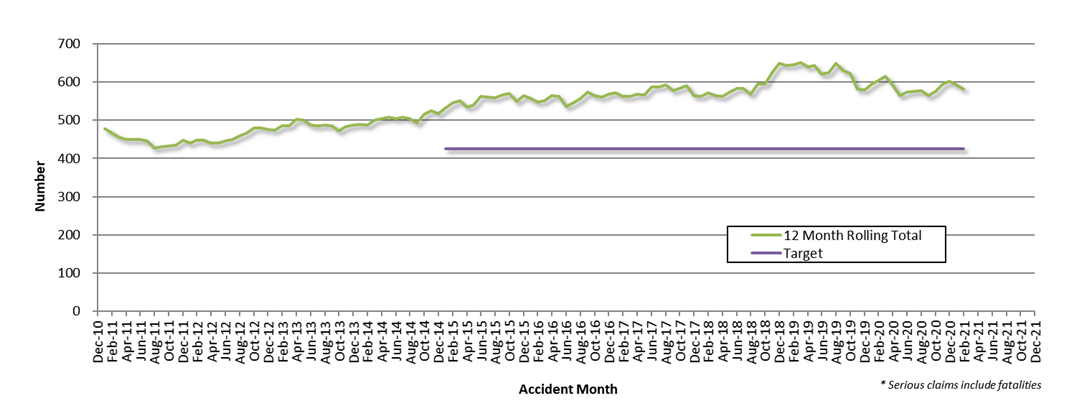 700
600
500
400
300
200
100
0
Number
12 Month Rolling Total
Target
Dec-10
Feb-11
Apr-11
Jun-11
Aug-11
Oct-11
Dec-11
Feb-12
Apr-12
Jun-12
Aug-12
Oct-12
Dec-12
Feb-13
Apr-13
Jun-13
Aug-13
Oct-13
Dec-13
Feb-14
Apr-14
Jun-14
Aug-14
Oct-14
Dec-14
Feb-15
Apr-15
Jun-15
Aug-15
Oct-15
Dec-15
Feb-16
Apr-16
Jun-16
Aug-16
Oct-16
Dec-16
Feb-17
Apr-17
Jun-17
Aug-17
Oct-17
Dec-17
Feb-18
Apr-18
Jun-18
Aug-18
Oct-18
Dec-18
Feb-19
Apr-19
Jun-19
Aug-19
Oct-19
Dec-19
Feb-20
Apr-20
Jun-20
Aug-20
Oct-20
Dec-20
Feb-21
Apr-21
Jun-21
Aug-21
Oct-21
Dec-21
Accident Month
* Serious claims include fatalities